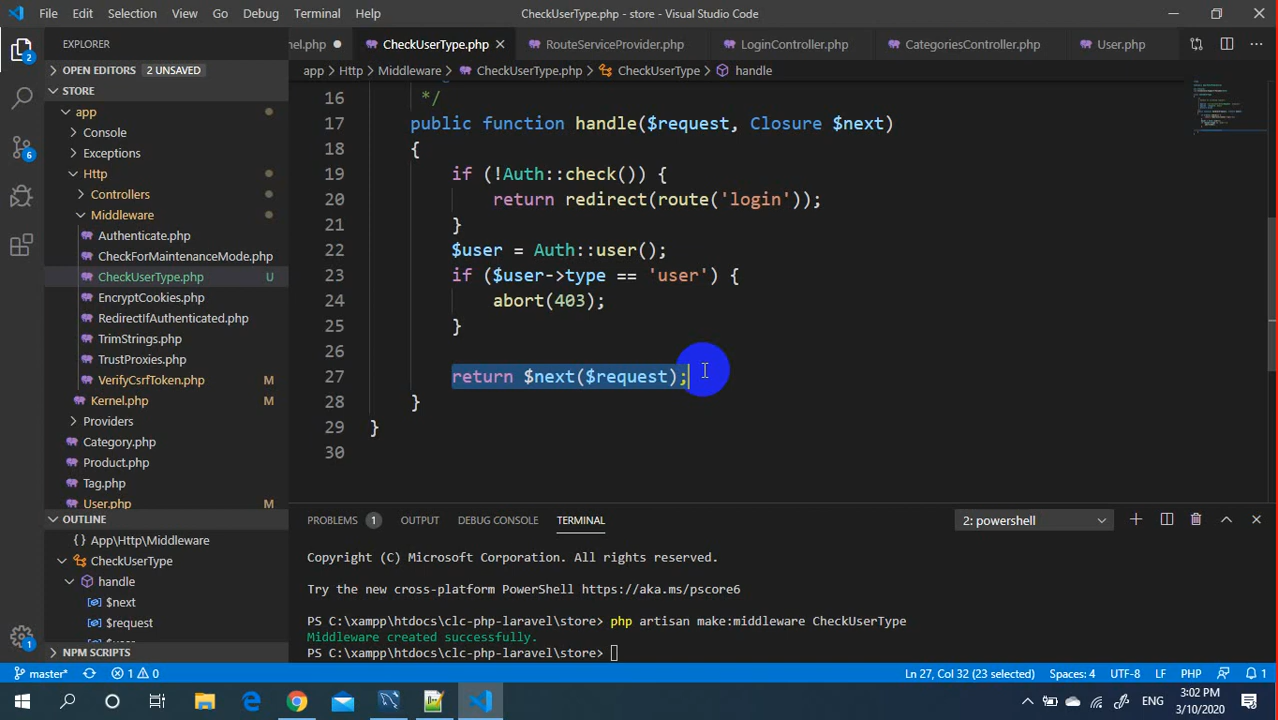 File Edit Selection View Go Debug Terminal Help CheckUserType.php - store - Visual Studio Code
EXPLORER nel.php CheckUserType.php RouteServiceProvider.php LoginController.php CategoriesController.php User.php
OPEN EDITORS 2 UNSAVED
app > Http > Middleware > CheckUserType.php > CheckUserType > handle
STORE
app
Console
Exceptions
Http
Controllers
Middleware
Authenticate.php
CheckForMaintenanceMode.php
CheckUserType.php U
EncryptCookies.php
RedirectIfAuthenticated.php
TrimStrings.php
TrustProxies.php
VerifyCsrfToken.php M
Kernel.php M
Providers
Category.php
Product.php
Tag.php
User.php M
OUTLINE
{} App\Http\Middleware
CheckUserType
handle
$next
$request
NPM SCRIPTS
16 */
17 public function handle($request, Closure $next)
18 {
19 if (!Auth::check()) {
20 return redirect(route('login'));
21 }
22 $user = Auth::user();
23 if ($user->type == 'user') {
24 abort(403);
25 }
26
27 return $next($request);
28 }
29 }
30
PROBLEMS 1 OUTPUT DEBUG CONSOLE TERMINAL 2: powershell
Copyright (C) Microsoft Corporation. All rights reserved.
Try the new cross-platform PowerShell https://aka.ms/pscore6
PS C:\xampp\htdocs\clc-php-laravel\store> php artisan make:middleware CheckUserType
Middleware created successfully.
PS C:\xampp\htdocs\clc-php-laravel\store>
2
6
1
master* 1 0 Ln 27, Col 32 (23 selected) Spaces: 4 UTF-8 LF PHP 1
ENG 3:02 PM
3/10/2020